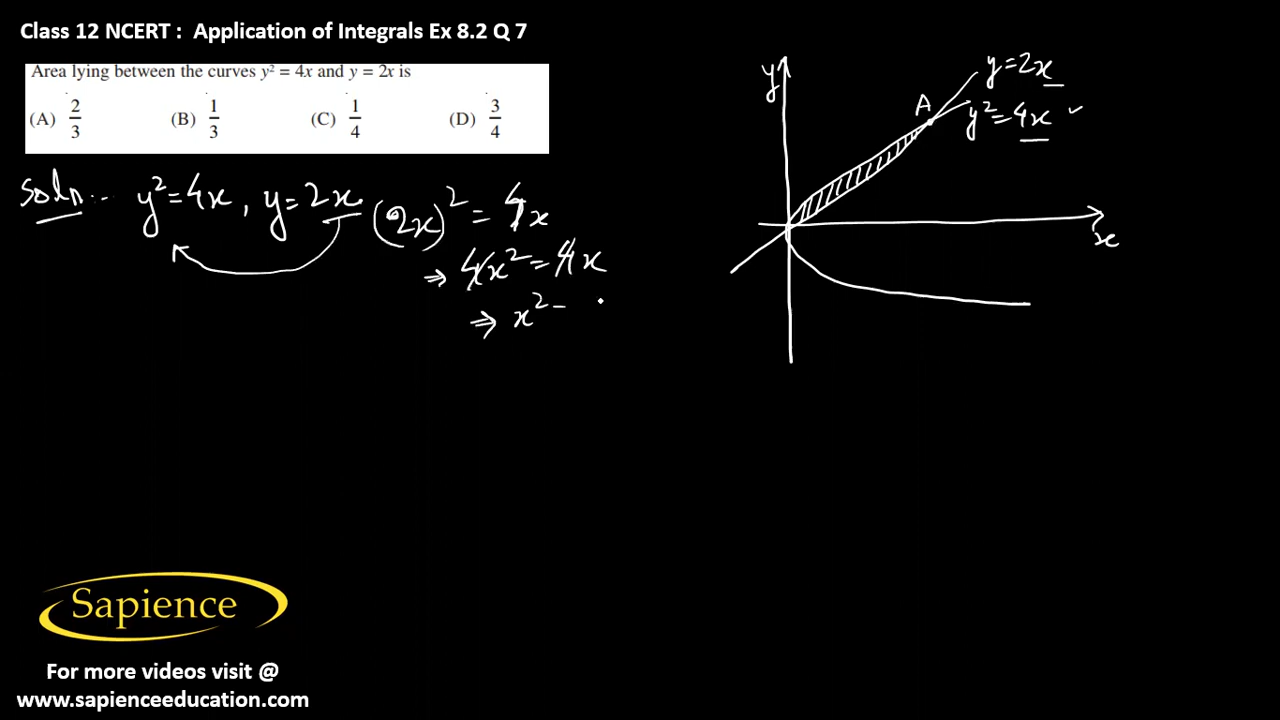 Class 12 NCERT : Application of Integrals Ex 8.2 Q 7
Area lying between the curves y² = 4x and y = 2x is
(A) 2/3 (B) 1/3 (C) 1/4 (D) 3/4
Soln:- y² = 4x , y = 2x (2x)² = 4x
⇒ 4x² = 4x
⇒ x² -
y
y = 2x
A
y² = 4x
x
Sapience
For more videos visit @
www.sapienceeducation.com